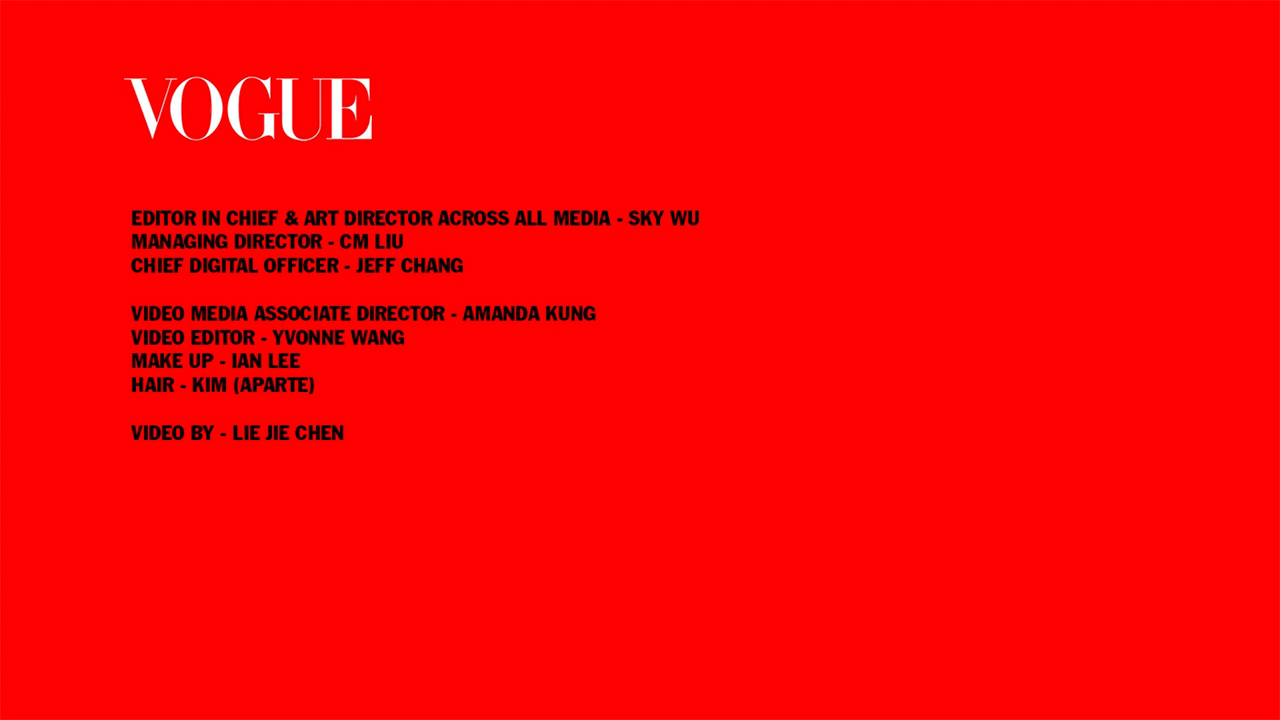 VOGUE
EDITOR IN CHIEF & ART DIRECTOR ACROSS ALL MEDIA - SKY WU
MANAGING DIRECTOR - CM LIU
CHIEF DIGITAL OFFICER - JEFF CHANG
VIDEO MEDIA ASSOCIATE DIRECTOR - AMANDA KUNG
VIDEO EDITOR - YVONNE WANG
MAKE UP - IAN LEE
HAIR - KIM (APARTE)
VIDEO BY - LIE JIE CHEN